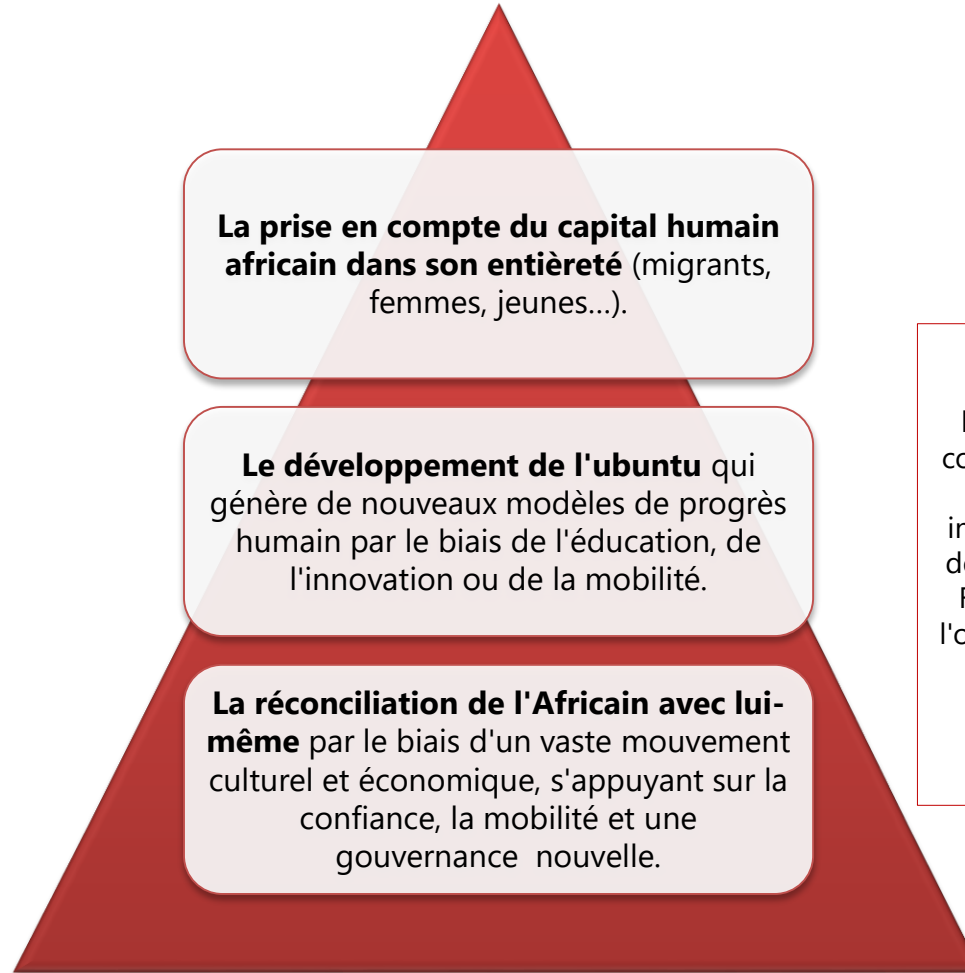 La prise en compte du capital humain
africain dans son entièreté (migrants,
femmes, jeunes…).
Le développement de l'ubuntu qui
génère de nouveaux modèles de progrès
humain par le biais de l'éducation, de
l'innovation ou de la mobilité.
La réconciliation de l'Africain avec lui-
même par le biais d'un vaste mouvement
culturel et économique, s'appuyant sur la
confiance, la mobilité et une
gouvernance  nouvelle.